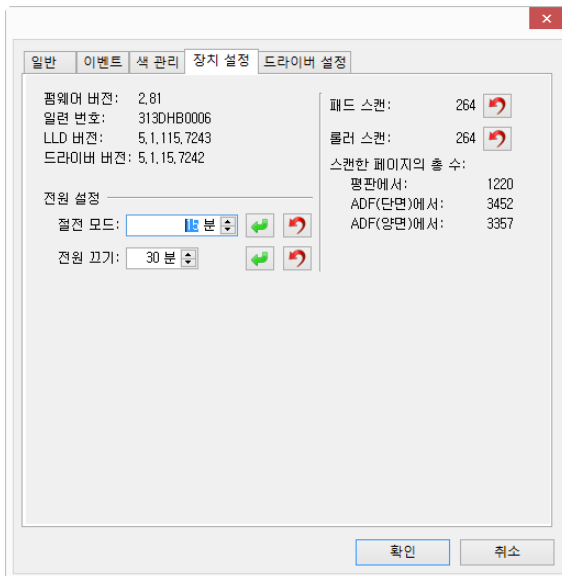 일반 이벤트 색 관리 장치 설정 드라이버 설정
펌웨어 버전: 2,81
일련 번호: 313DHB0006
LLD 버전: 5,1,115,7243
드라이버 버전: 5,1,15,7242
전원 설정
절전 모드: 15 분
전원 끄기: 30 분
패드 스캔: 264
롤러 스캔: 264
스캔한 페이지의 총 수:
평판에서: 1220
ADF(단면)에서: 3452
ADF(양면)에서: 3357
확인 취소